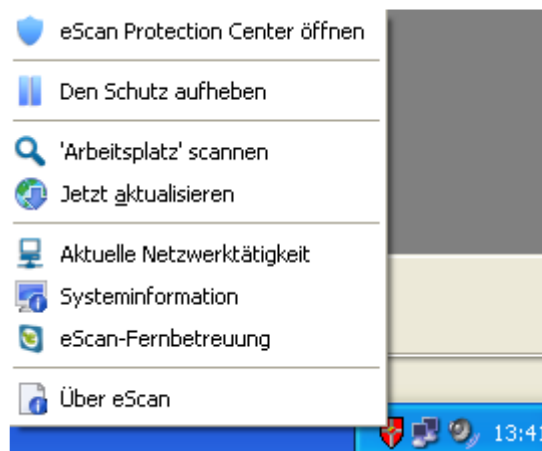 eScan Protection Center öffnen
Den Schutz aufheben
'Arbeitsplatz' scannen
Jetzt aktualisieren
Aktuelle Netzwerktätigkeit
Systeminformation
eScan-Fernbetreuung
Über eScan
13:41